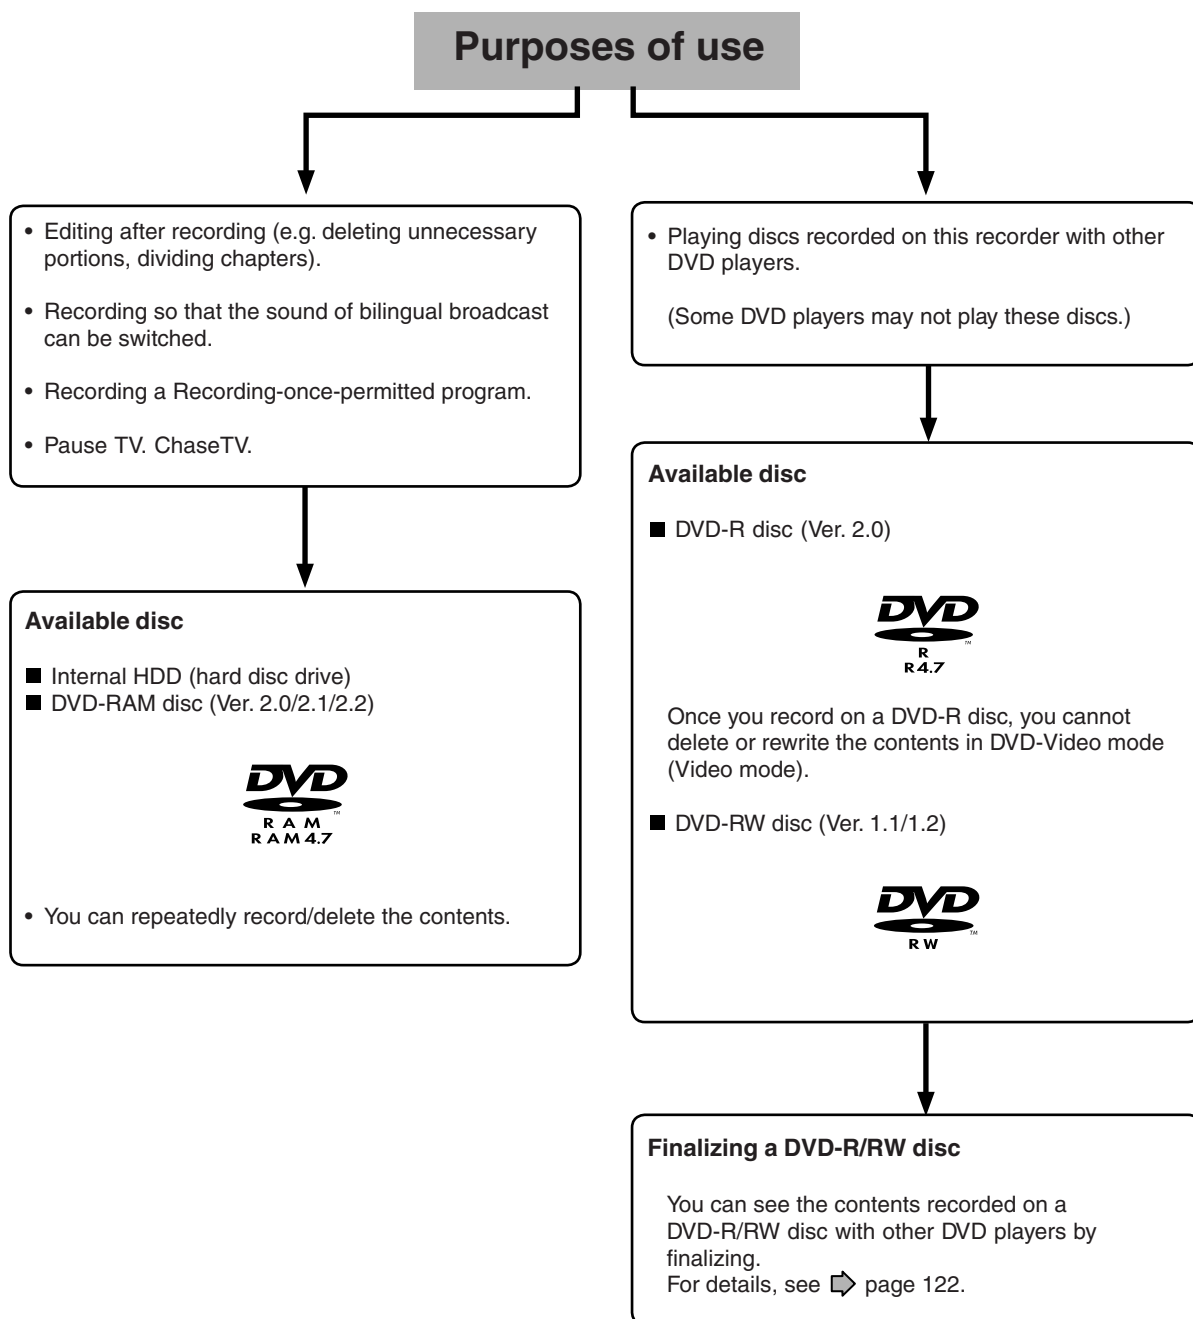 Purposes of use
• Editing after recording (e.g. deleting unnecessary
portions, dividing chapters).
• Recording so that the sound of bilingual broadcast
can be switched.
• Recording a Recording-once-permitted program.
• Pause TV. ChaseTV.
Available disc
■ Internal HDD (hard disc drive)
■ DVD-RAM disc (Ver. 2.0/2.1/2.2)
DVD
TM
RAM
RAM 4.7
• You can repeatedly record/delete the contents.
• Playing discs recorded on this recorder with other
DVD players.
(Some DVD players may not play these discs.)
Available disc
■ DVD-R disc (Ver. 2.0)
DVD
TM
R
R 4.7
Once you record on a DVD-R disc, you cannot
delete or rewrite the contents in DVD-Video mode
(Video mode).
■ DVD-RW disc (Ver. 1.1/1.2)
DVD
TM
RW
Finalizing a DVD-R/RW disc
You can see the contents recorded on a
DVD-R/RW disc with other DVD players by
finalizing.
For details, see page 122.